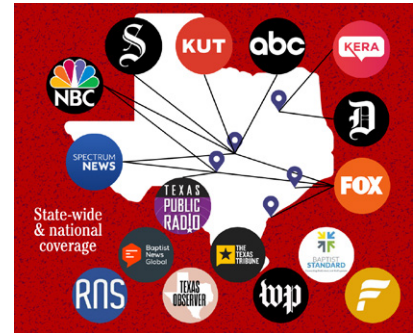 S
KUT
abc
KERA
NBC
D
SPECTRUM
NEWS
FOX
TEXAS
PUBLIC
RADIO
State-wide
& national
coverage
Baptist
News
Global
THE
TEXAS
TRIBUNE
BAPTIST
STANDARD
RNS
TEXAS
OBSERVER
wp
F